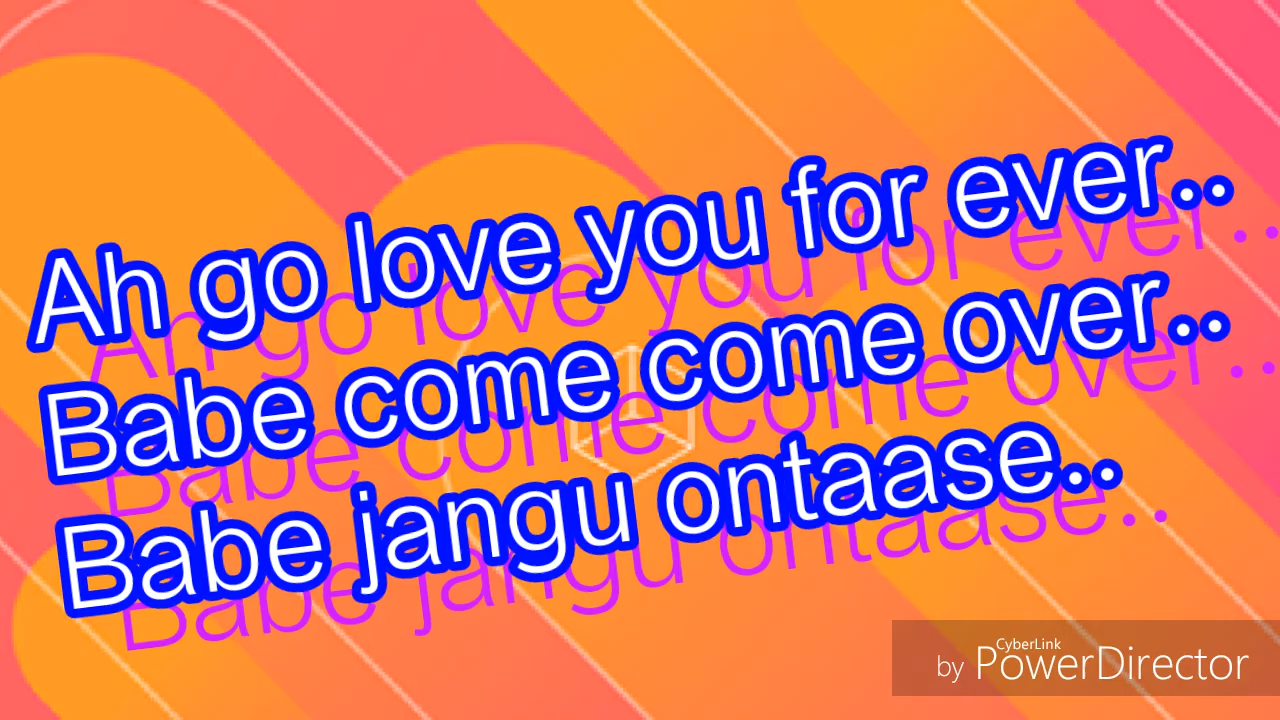 Ah go love you for ever..
Babe come come over..
Babe jangu ontaase..
by CyberLink PowerDirector